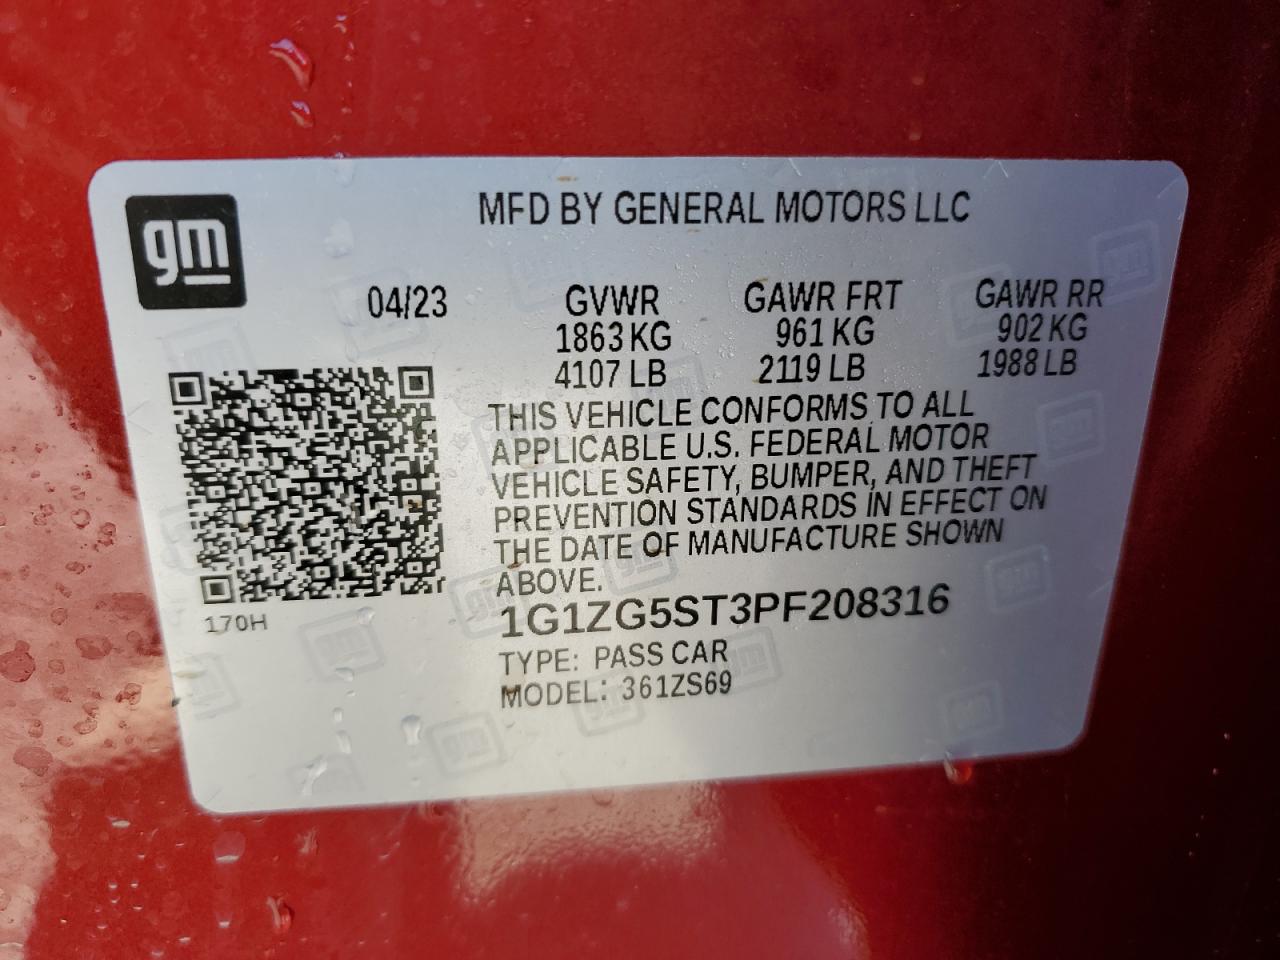 gm
MFD BY GENERAL MOTORS LLC
04/23 GVWR GAWR FRT GAWR RR
1863 KG 961 KG 902 KG
4107 LB 2119 LB 1988 LB
THIS VEHICLE CONFORMS TO ALL
APPLICABLE U.S. FEDERAL MOTOR
VEHICLE SAFETY, BUMPER, AND THEFT
PREVENTION STANDARDS IN EFFECT ON
THE DATE OF MANUFACTURE SHOWN
ABOVE.
170H
1G1ZG5ST3PF208316
TYPE: PASS CAR
MODEL: 361ZS69